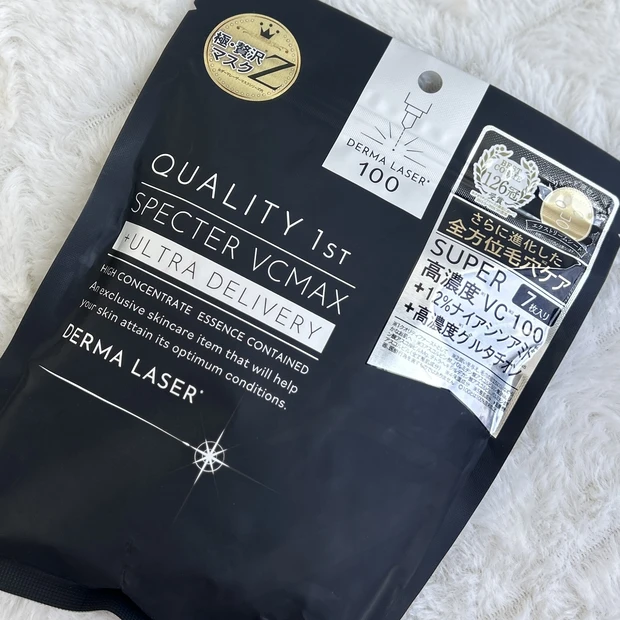 極・贅沢
マスク
Z
DERMA LASER®
100
QUALITY 1ST
SPECTER VCMAX
+ULTRA DELIVERY
HIGH CONCENTRATE ESSENCE CONTAINED
An exclusive skincare item that will help
your skin attain its optimum conditions.
DERMA LASER®
126冠
さらに進化した
全方位毛穴ケア
SUPER
7枚入り
高濃度VC 100
+12%ナイアシンアミド
+高濃度グルタチオン